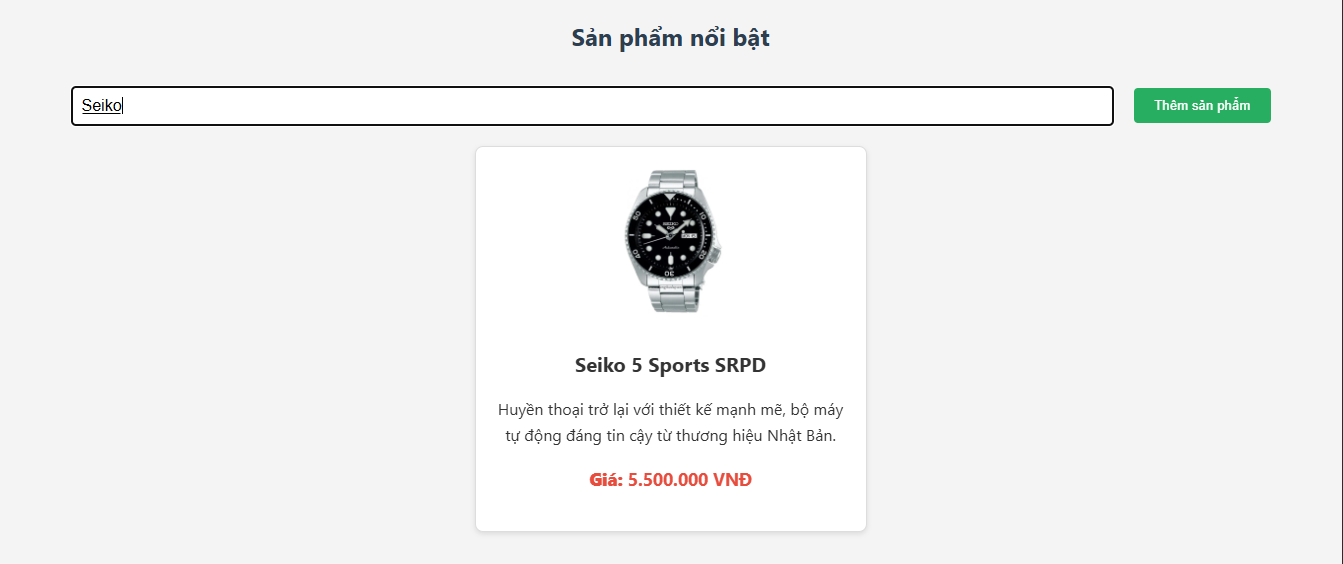 Sản phẩm nổi bật
Seiko
Thêm sản phẩm
SEIKO
Seiko 5 Sports SRPD
Huyền thoại trở lại với thiết kế mạnh mẽ, bộ máy
tự động đáng tin cậy từ thương hiệu Nhật Bản.
Giá: 5.500.000 VNĐ